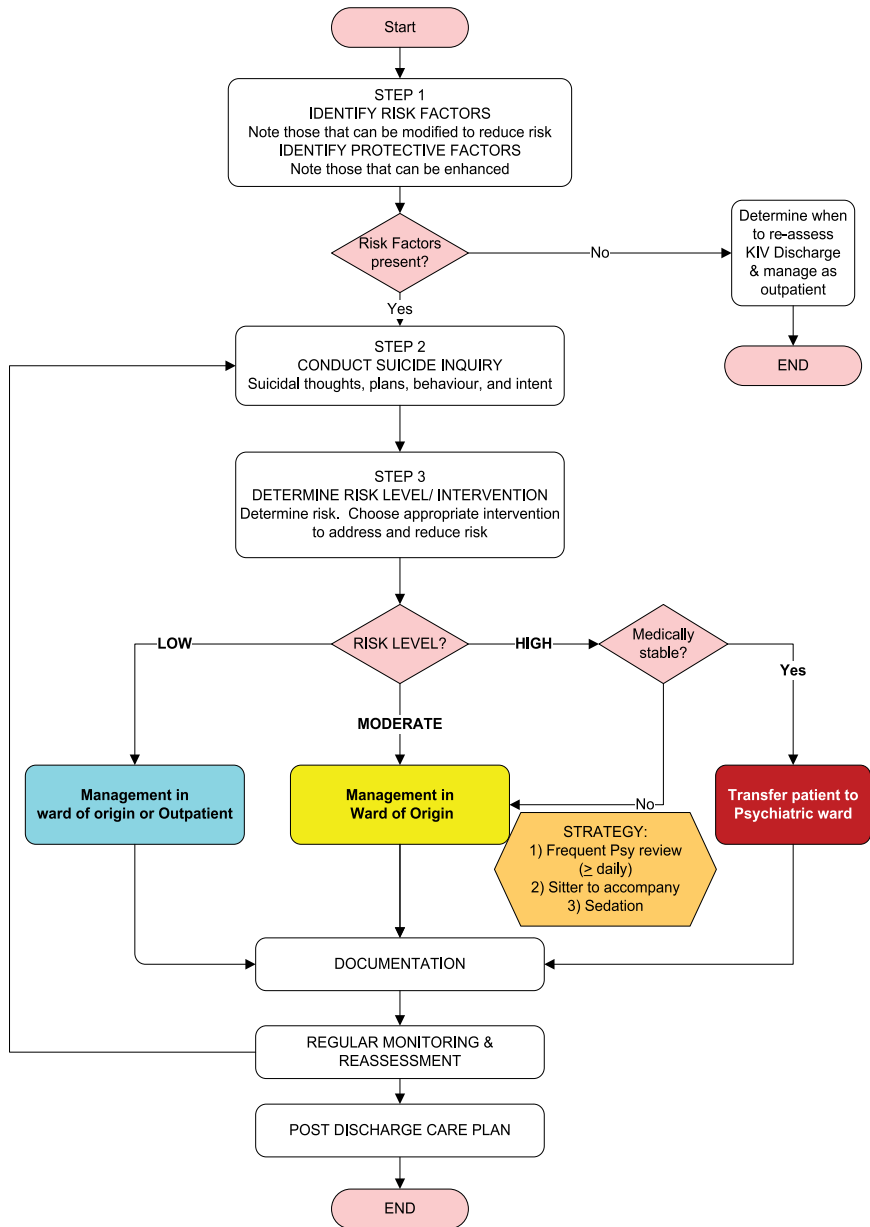 Start
STEP 1
IDENTIFY RISK FACTORS
Note those that can be modified to reduce risk
IDENTIFY PROTECTIVE FACTORS
Note those that can be enhanced
Risk Factors
present?
No
Determine when
to re-assess
KIV Discharge
& manage as
outpatient
END
Yes
STEP 2
CONDUCT SUICIDE INQUIRY
Suicidal thoughts, plans, behaviour, and intent
STEP 3
DETERMINE RISK LEVEL/ INTERVENTION
Determine risk. Choose appropriate intervention
to address and reduce risk
RISK LEVEL?
LOW
HIGH
Medically
stable?
Yes
MODERATE
Management in
ward of origin or Outpatient
Management in
Ward of Origin
No
Transfer patient to
Psychiatric ward
STRATEGY:
1) Frequent Psy review
(≥ daily)
2) Sitter to accompany
3) Sedation
DOCUMENTATION
REGULAR MONITORING &
REASSESSMENT
POST DISCHARGE CARE PLAN
END